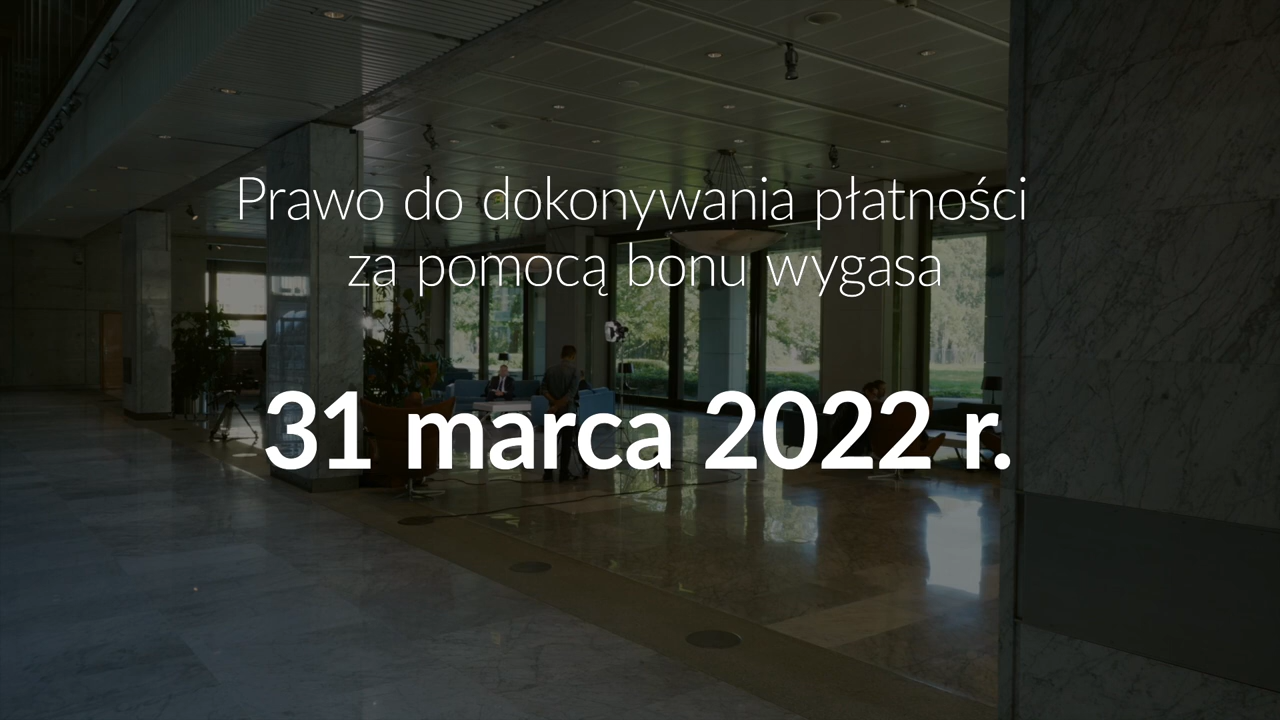 Prawo do dokonywania płatności
za pomocą bonu wygasa
31 marca 2022 r.